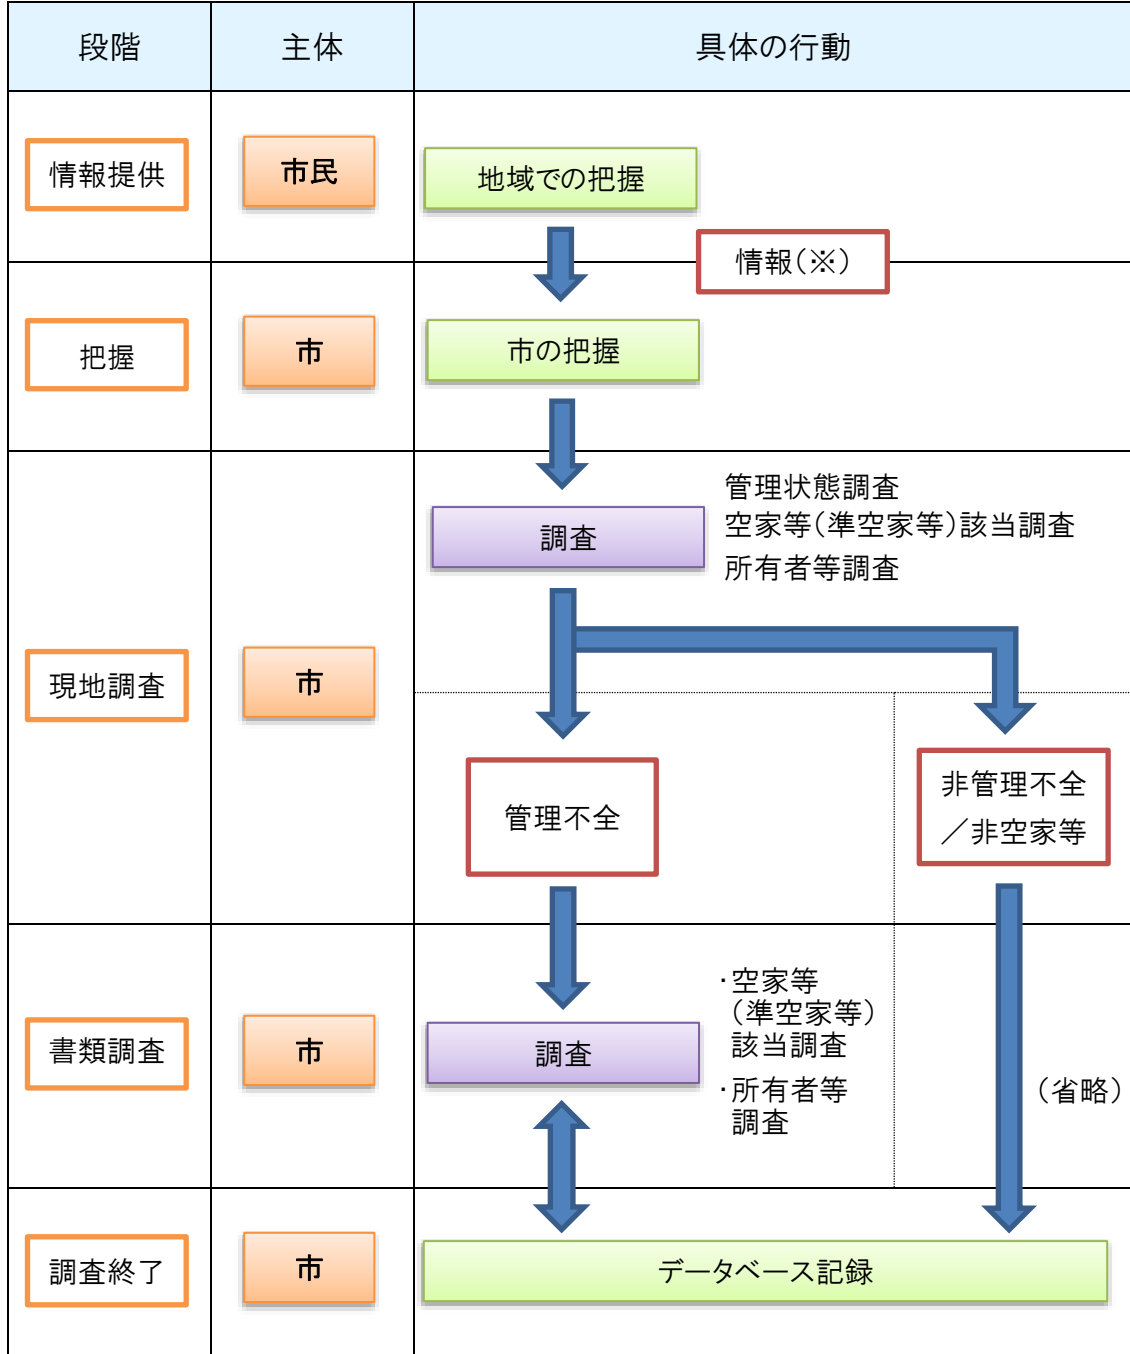 段階
主体
具体の行動
情報提供
市民
地域での把握
情報(※)
把握
市
市の把握
現地調査
市
調査
管理状態調査
空家等(準空家等)該当調査
所有者等調査
管理不全
非管理不全
／非空家等
書類調査
市
調査
・空家等
(準空家等)
該当調査
・所有者等
調査
(省略)
調査終了
市
データベース記録